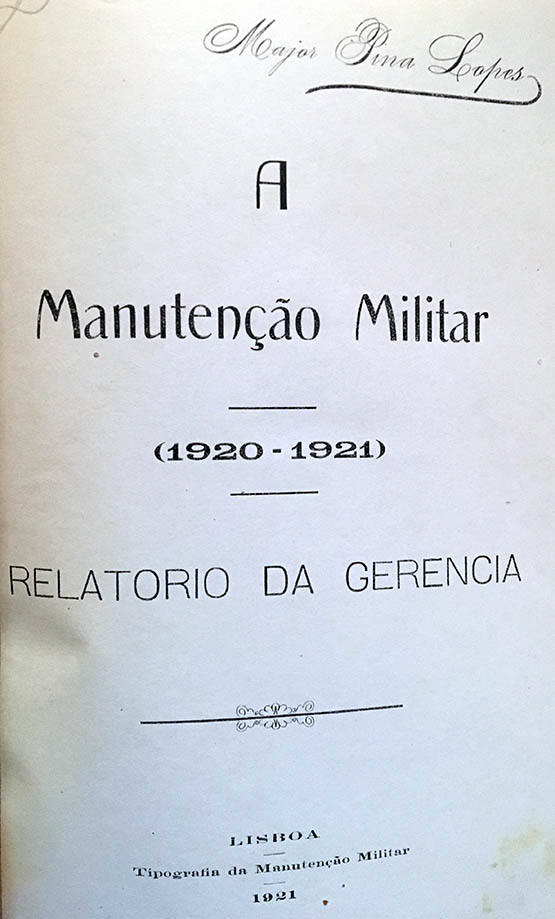 Major Pina Lopes
A
Manutenção Militar
(1920-1921)
RELATORIO DA GERENCIA
LISBOA
Tipografia da Manutenção Militar
1921